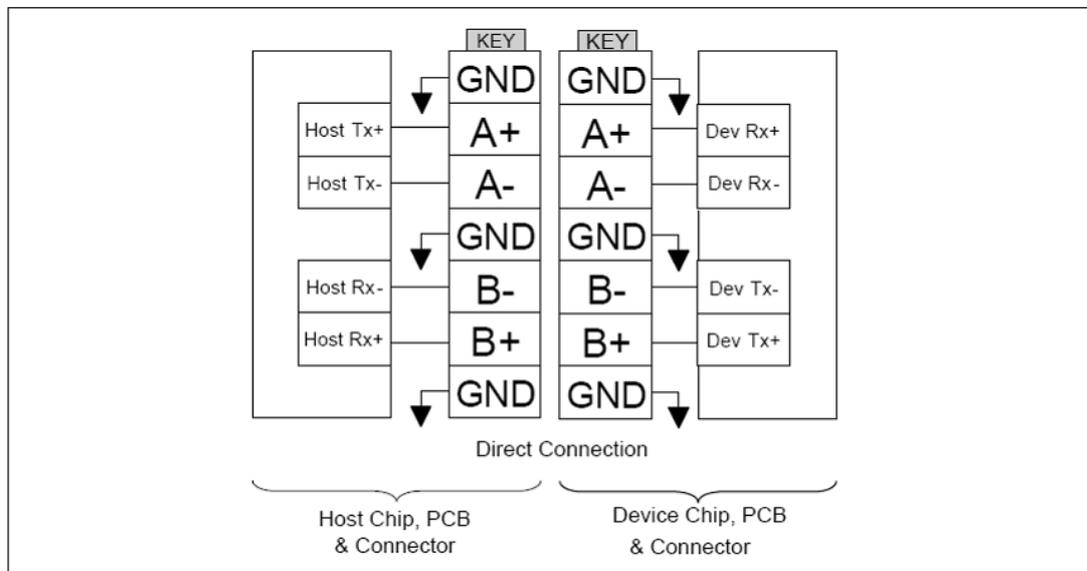 KEY KEY
GND GND
Host Tx+ A+ A+ Dev Rx+
Host Tx- A- A- Dev Rx-
GND GND
Host Rx- B- B- Dev Tx-
Host Rx+ B+ B+ Dev Tx+
GND GND
Direct Connection
Host Chip, PCB
& Connector
Device Chip, PCB
& Connector